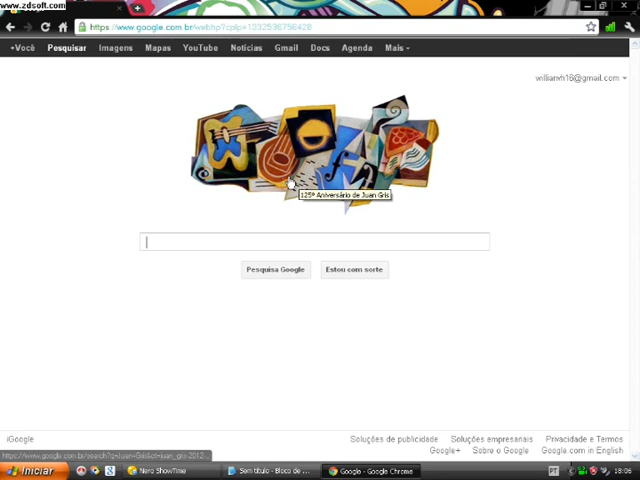 www.zdsoft.com
https://www.google.com.br/webhp?cplp=1332536756428
+Você Pesquisar Imagens Mapas YouTube Notícias Gmail Docs Agenda Mais
willianvh16@gmail.com
125º Aniversário de Juan Gris
Pesquisa Google Estou com sorte
iGoogle Soluções de publicidade Soluções empresariais Privacidade e Termos
Google+ Sobre o Google Google.com in English
Iniciar Nero ShowTime Sem título - Bloco de ... Google - Google Chrome PT 18:06